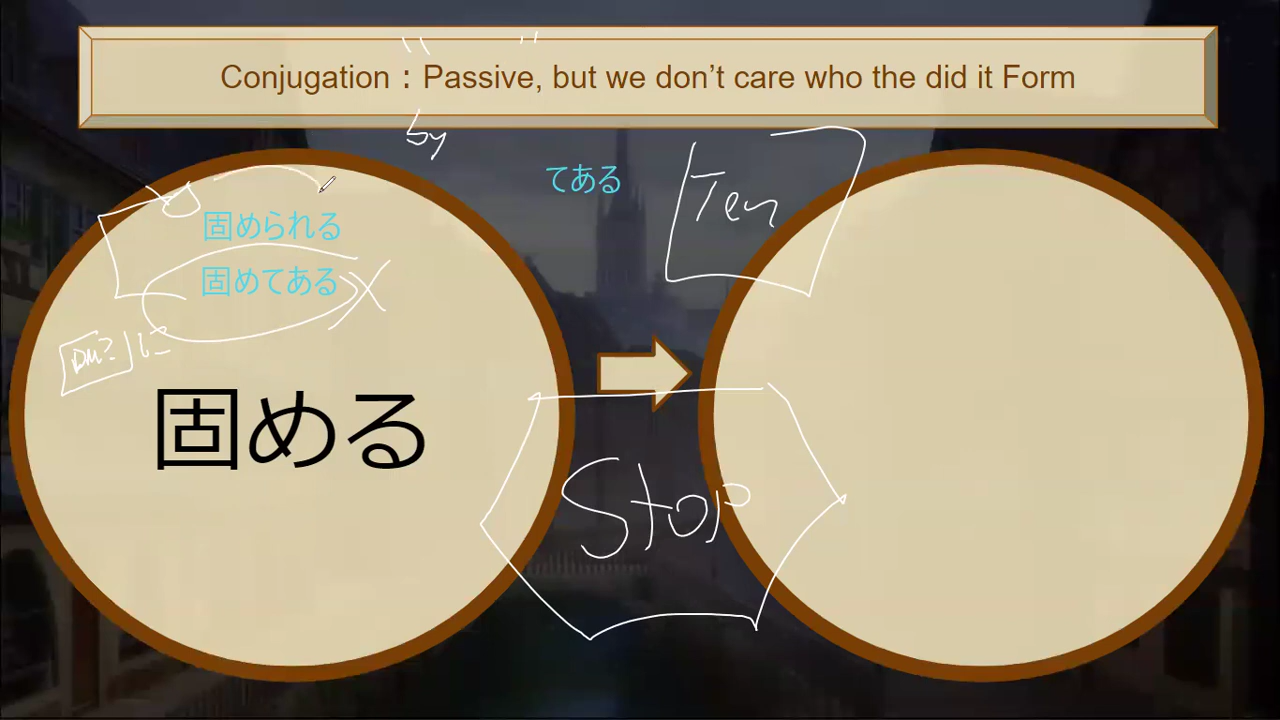 Conjugation : Passive, but we don’t care who the did it Form
by
てある
Ten
固められる
固めてある
DM? に
固める
Stop